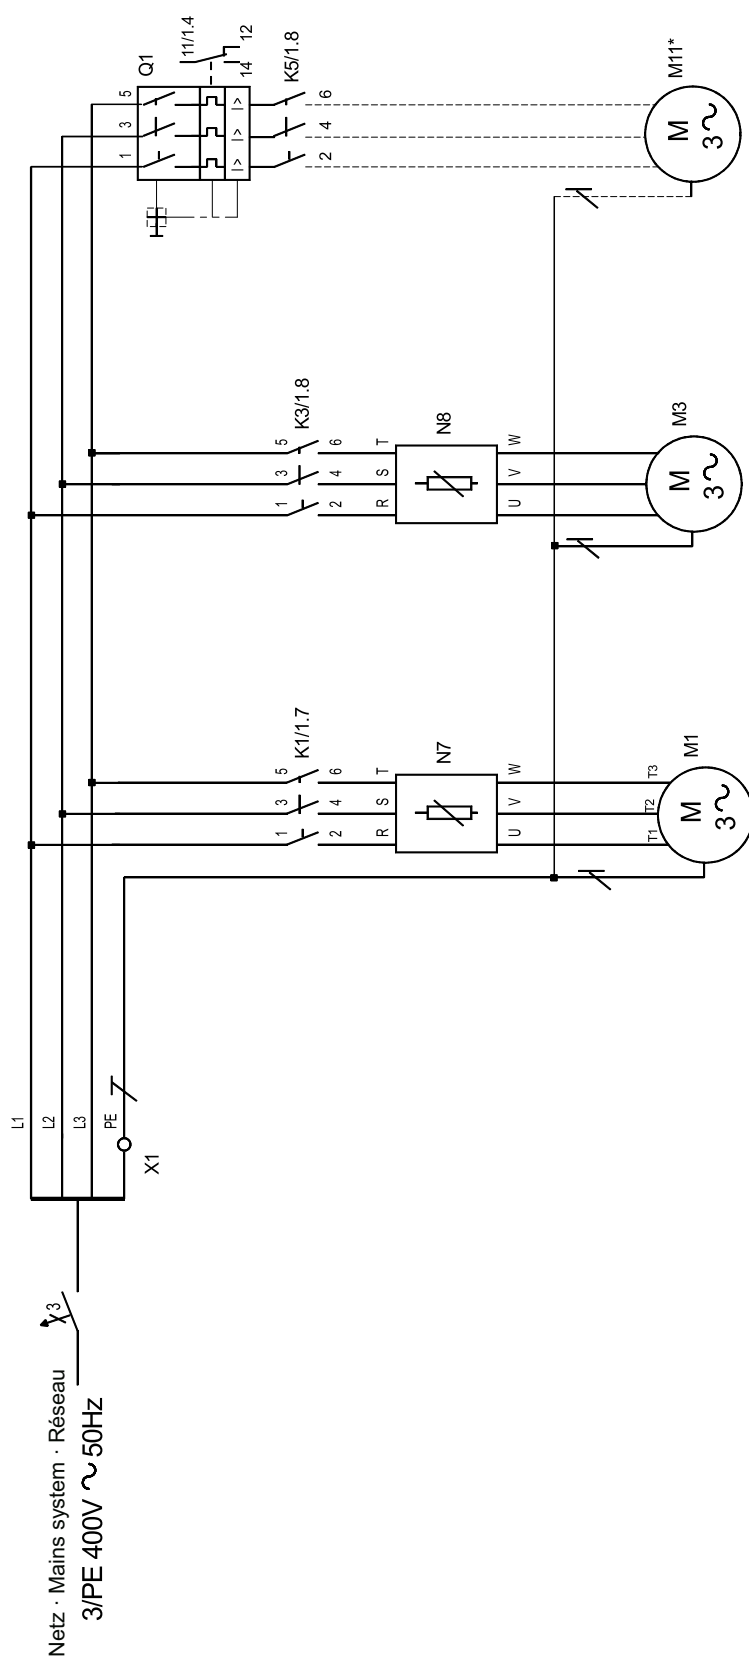 Netz · Mains system · Réseau
3/PE 400V ~ 50Hz
3
L1
L2
L3
PE
X1
K1/1.7
1 3 5
2 4 6
R S T
N7
U V W
T1 T2 T3
M1
M
3~
K3/1.8
1 3 5
2 4 6
R S T
N8
U V W
M3
M
3~
Q1
11/1.4
12
14
1 3 5
I> I> I>
K5/1.8
2 4 6
M11*
M
3~